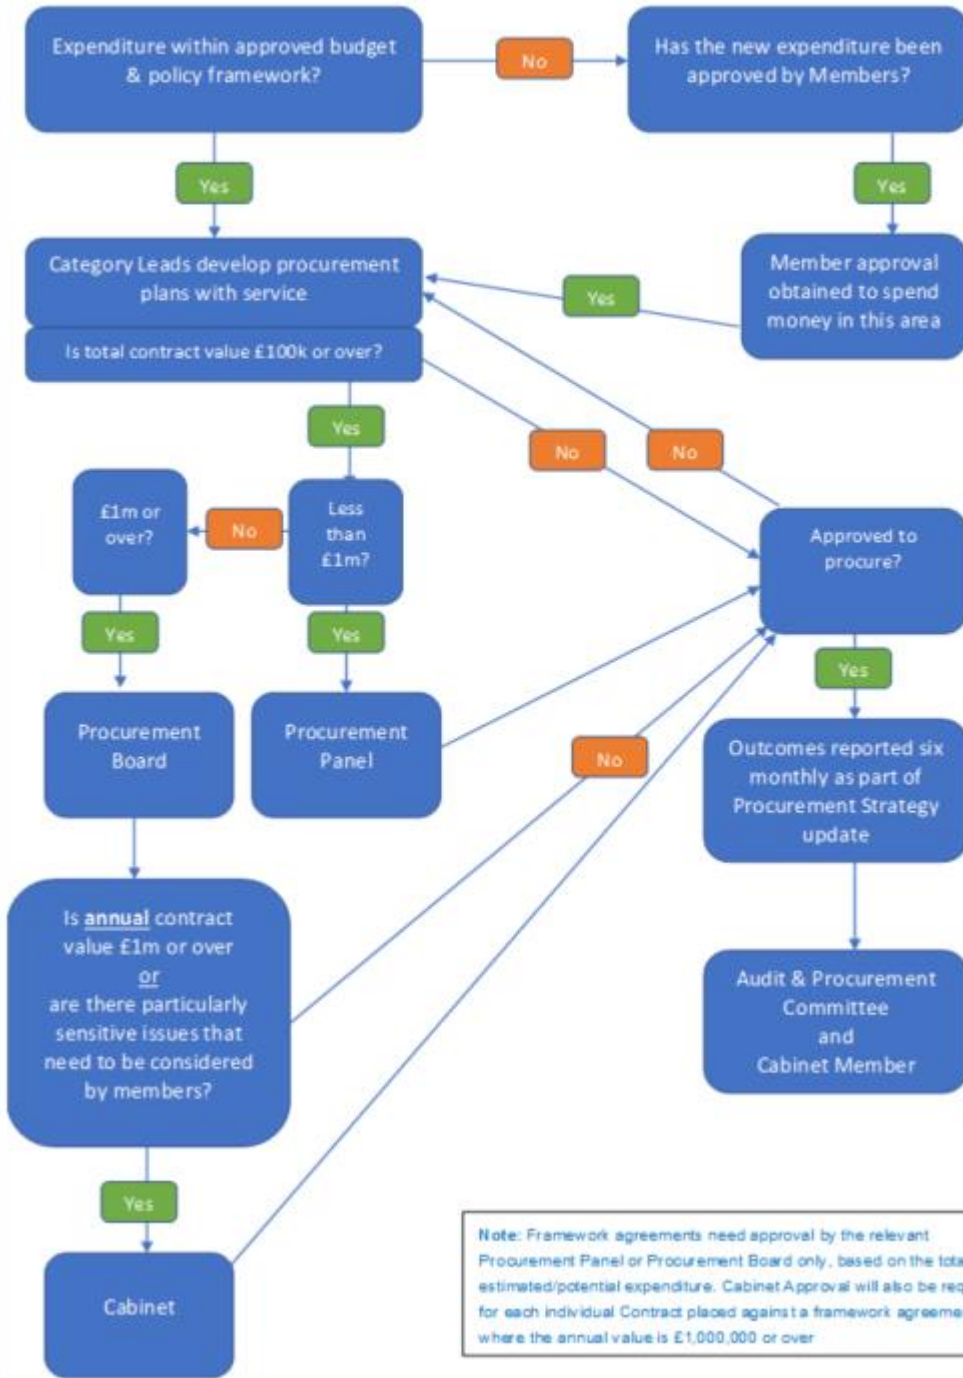 Expenditure within approved budget
& policy framework?
No
Has the new expenditure been
approved by Members?
Yes
Yes
Category Leads develop procurement
plans with service
Yes
Member approval
obtained to spend
money in this area
Is total contract value £100k or over?
Yes
No
No
£1m or
over?
No
Less
than
£1m?
Approved to
procure?
Yes
Yes
Yes
Procurement
Board
Procurement
Panel
No
Outcomes reported six
monthly as part of
Procurement Strategy
update
Is annual contract
value £1m or over
or
are there particularly
sensitive issues that
need to be considered
by members?
Audit & Procurement
Committee
and
Cabinet Member
Yes
Cabinet
Note: Framework agreements need approval by the relevant
Procurement Panel or Procurement Board only, based on the
estimated/potential expenditure. Cabinet Approval will also be
for each individual Contract placed against a framework
where the annual value is £1,000,000 or over